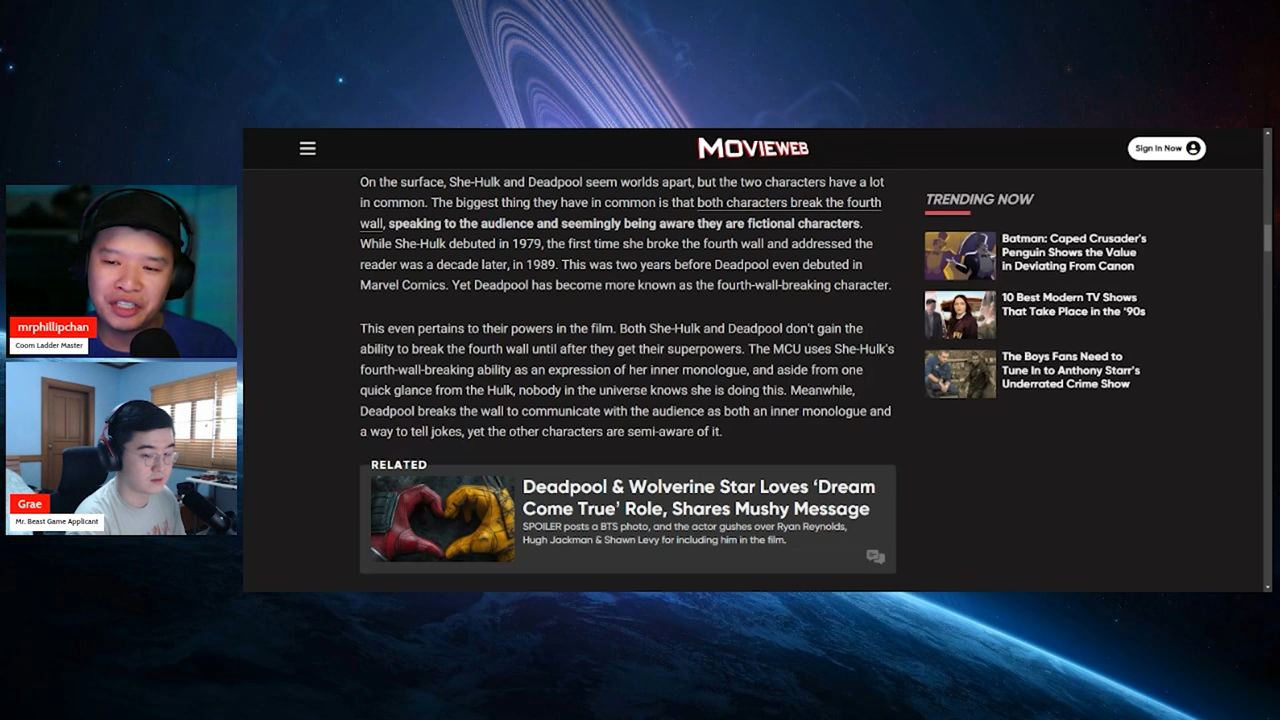 MOVIEWEB
Sign In Now
On the surface, She-Hulk and Deadpool seem worlds apart, but the two characters have a lot
in common. The biggest thing they have in common is that both characters break the fourth
wall, speaking to the audience and seemingly being aware they are fictional characters.
While She-Hulk debuted in 1979, the first time she broke the fourth wall and addressed the
reader was a decade later, in 1989. This was two years before Deadpool even debuted in
Marvel Comics. Yet Deadpool has become more known as the fourth-wall-breaking character.
This even pertains to their powers in the film. Both She-Hulk and Deadpool don't gain the
ability to break the fourth wall until after they get their superpowers. The MCU uses She-Hulk's
fourth-wall-breaking ability as an expression of her inner monologue, and aside from one
quick glance from the Hulk, nobody in the universe knows she is doing this. Meanwhile,
Deadpool breaks the wall to communicate with the audience as both an inner monologue and
a way to tell jokes, yet the other characters are semi-aware of it.
RELATED
Deadpool & Wolverine Star Loves ‘Dream
Come True’ Role, Shares Mushy Message
SPOILER posts a BTS photo, and the actor gushes over Ryan Reynolds,
Hugh Jackman & Shawn Levy for including him in the film.
TRENDING NOW
Batman: Caped Crusader's
Penguin Shows the Value
in Deviating From Canon
10 Best Modern TV Shows
That Take Place in the '90s
The Boys Fans Need to
Tune In to Anthony Starr's
Underrated Crime Show
mrphillipchan
Coom Ladder Master
Grae
Mr. Beast Game Applicant